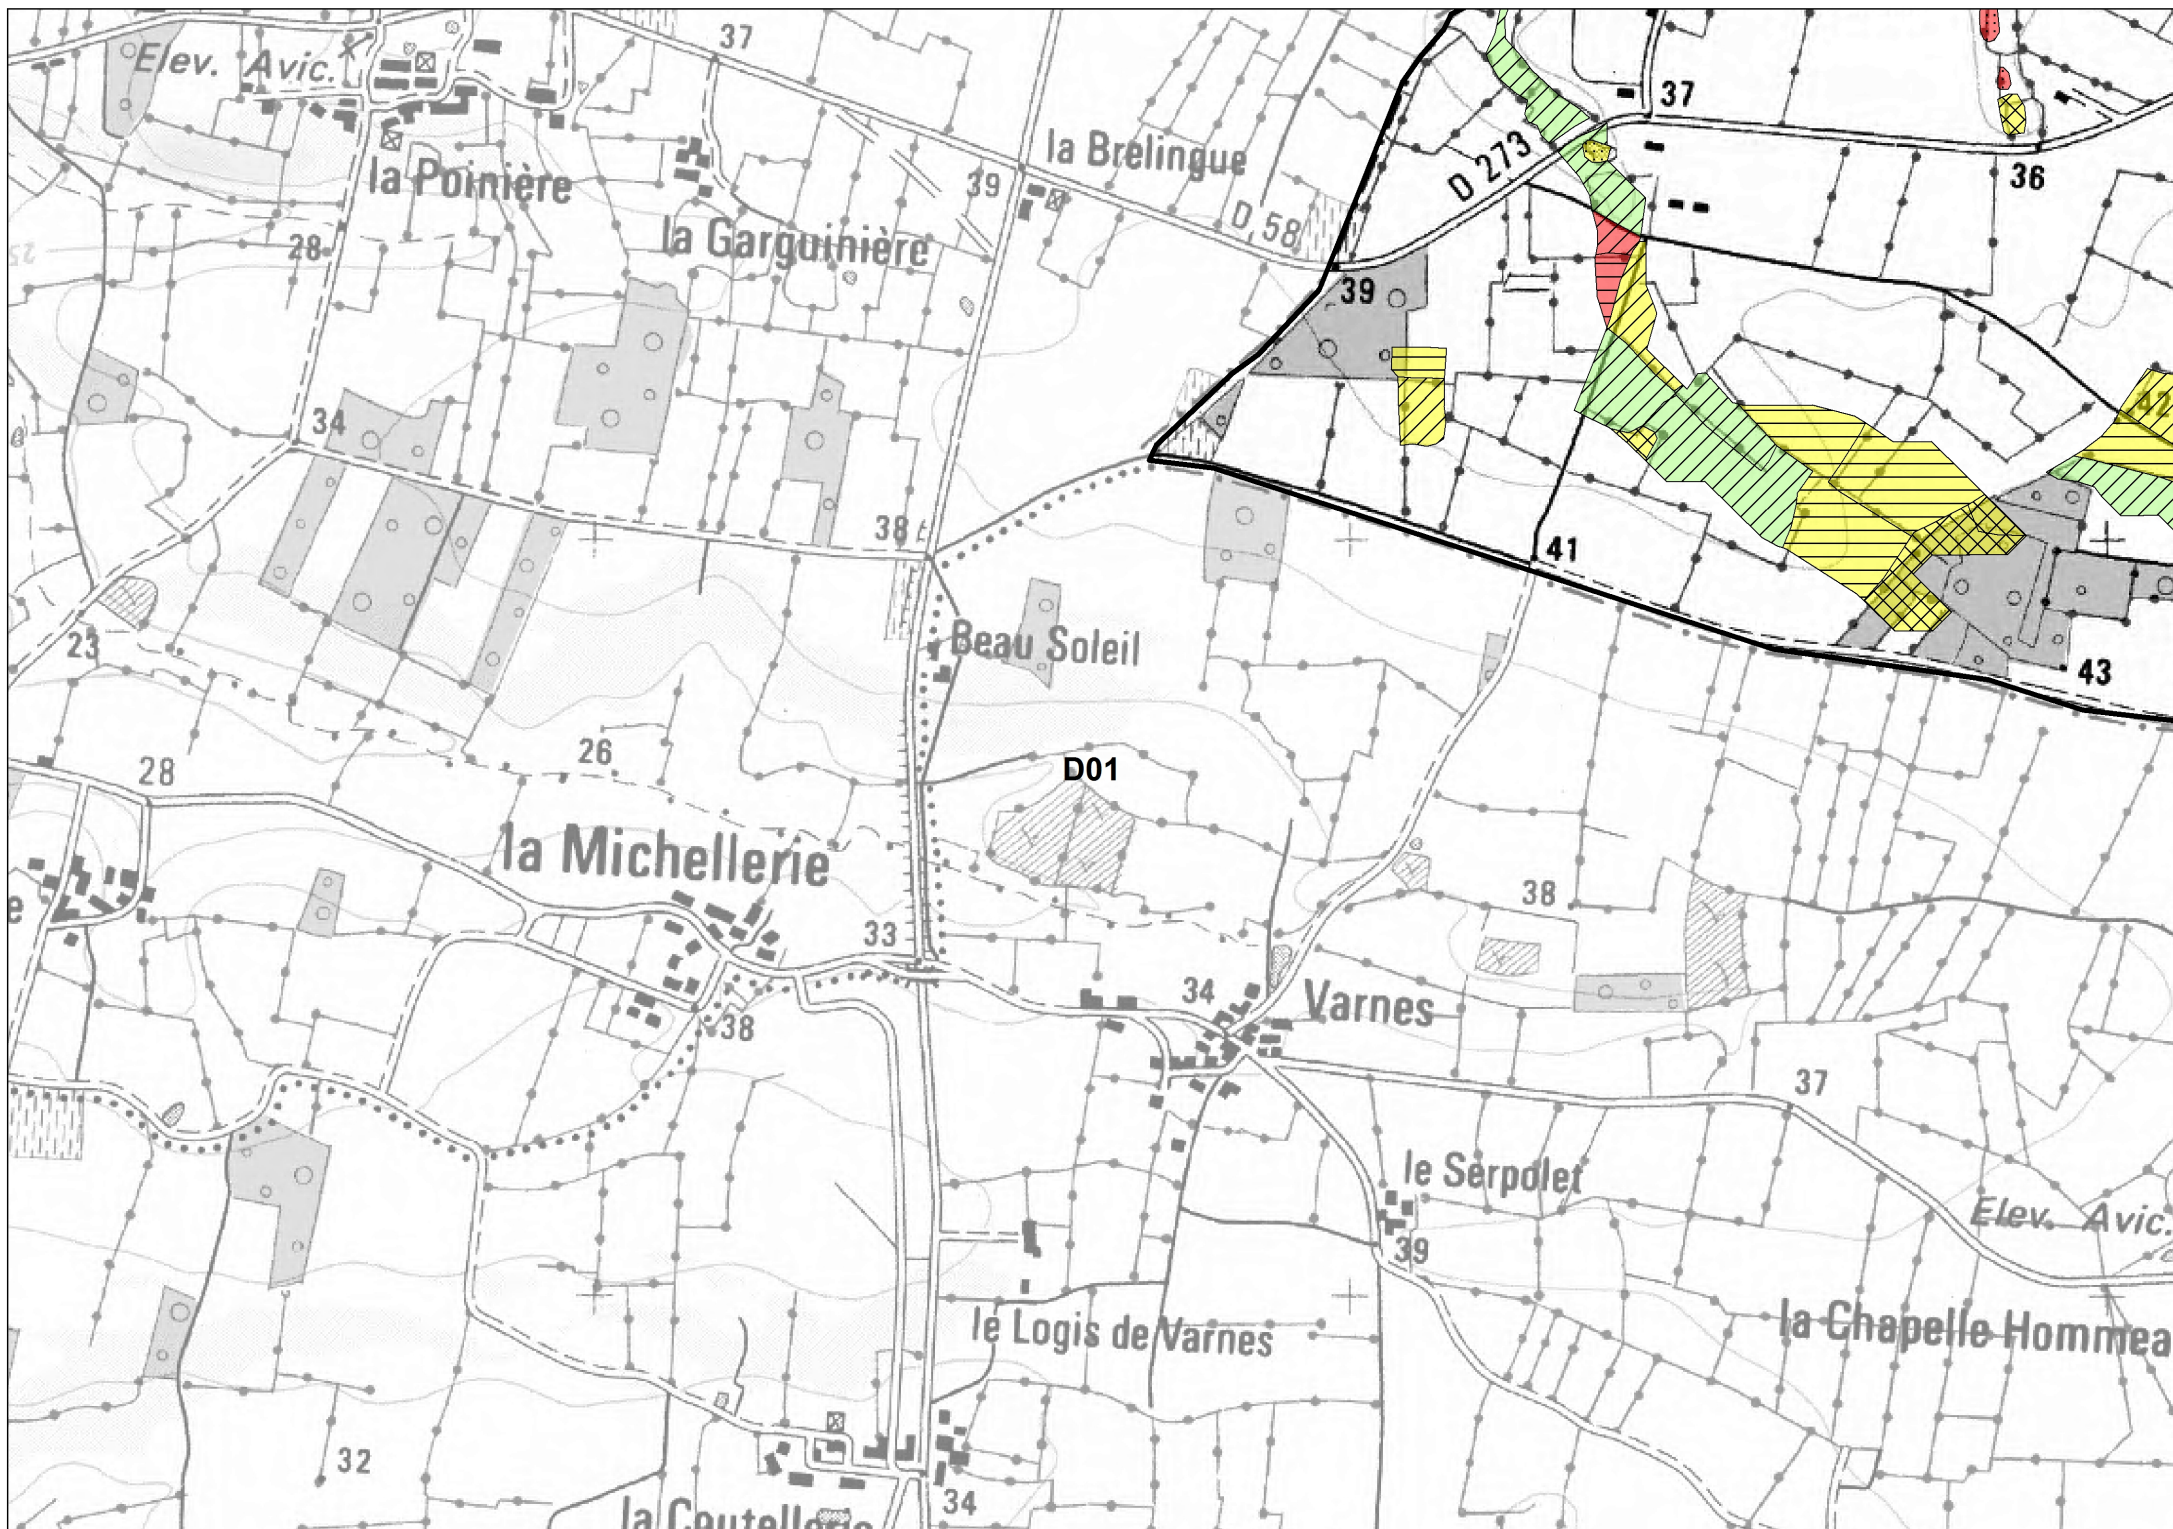 37
Elev. Avic.
37
la Brelingue
D 273
la Poinière
39
36
D 58
28
la Garguinière
25
39
42
34
38
41
23
Beau Soleil
43
26
D01
28
la Michellerie
38
e
33
34
Varnes
38
37
le Serpolet
Elev. Avic.
39
le Logis de Varnes
la Chapelle Hommea
32
34